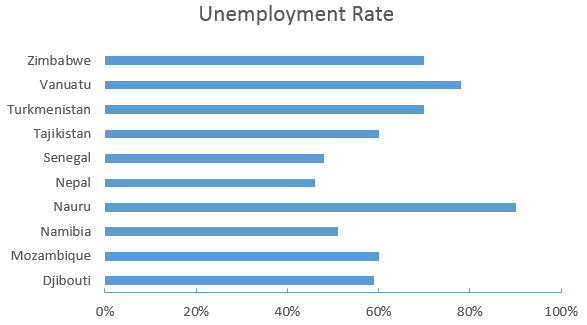 Unemployment Rate
Zimbabwe
Vanuatu
Turkmenistan
Tajikistan
Senegal
Nepal
Nauru
Namibia
Mozambique
Djibouti
0% 20% 40% 60% 80% 100%